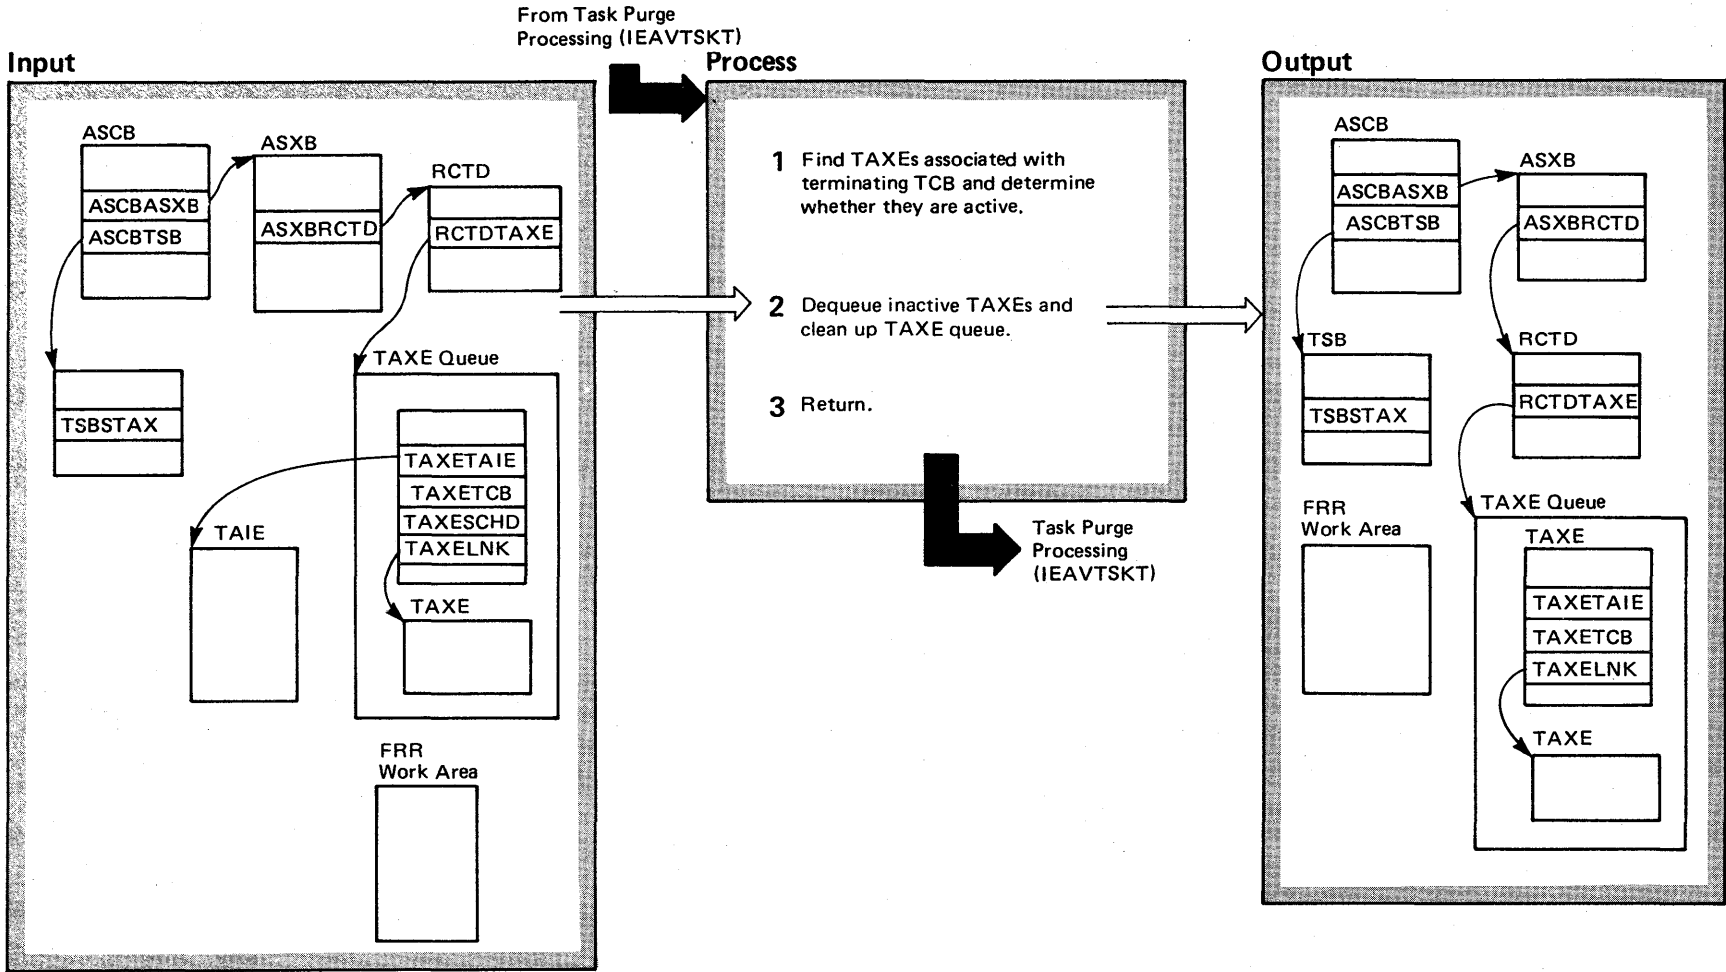 From Task Purge
Processing (IEAVTSKT)
Input
ASCB
ASCBASXB
ASCBTSB
ASXB
ASXBRCTD
RCTD
RCTDTAXE
TSBSTAX
TAXE Queue
TAXETAIE
TAXETCB
TAXESCHD
TAXELNK
TAXE
TAIE
FRR
Work Area
Process
1 Find TAXEs associated with
terminating TCB and determine
whether they are active.
2 Dequeue inactive TAXEs and
clean up TAXE queue.
3 Return.
Task Purge
Processing
(IEAVTSKT)
Output
ASCB
ASCBASXB
ASCBTSB
ASXB
ASXBRCTD
TSB
TSBSTAX
RCTD
RCTDTAXE
FRR
Work Area
TAXE Queue
TAXE
TAXETAIE
TAXETCB
TAXELNK
TAXE